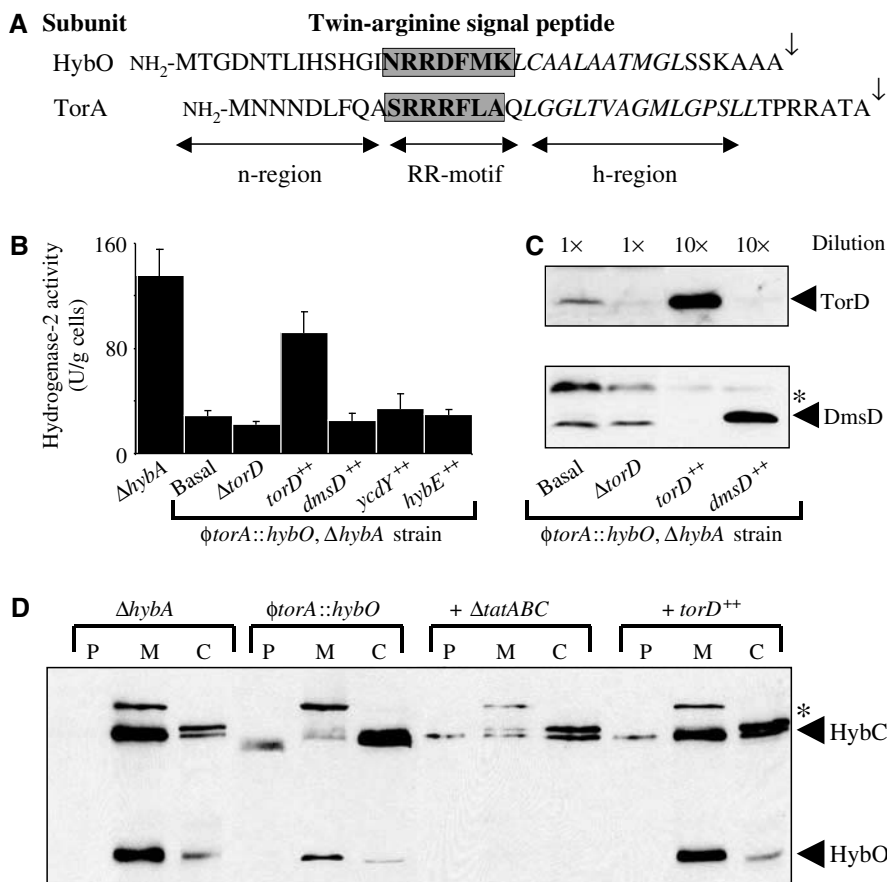 A Subunit Twin-arginine signal peptide
HybO NH2-MTGDNTLIHSHGINRRDFMKLCAALAATMGLSSKAAA↓
TorA NH2-MNNNDLFQASRRRFLAQLGGLTVAGMLGPSLLTPRRATA↓
n-region RR-motif h-region
B
Hydrogenase-2 activity
(U/g cells)
160
80
0
ΔhybA Basal ΔtorD torD++ dmsD++ ycdY++ hybE++
ϕtorA::hybO, ΔhybA strain
C 1× 1× 10× 10× Dilution
TorD
*
DmsD
Basal ΔtorD torD++ dmsD++
ϕtorA::hybO, ΔhybA strain
D ΔhybA ϕtorA::hybO + ΔtatABC + torD++
P M C P M C P M C P M C
*
HybC
HybO